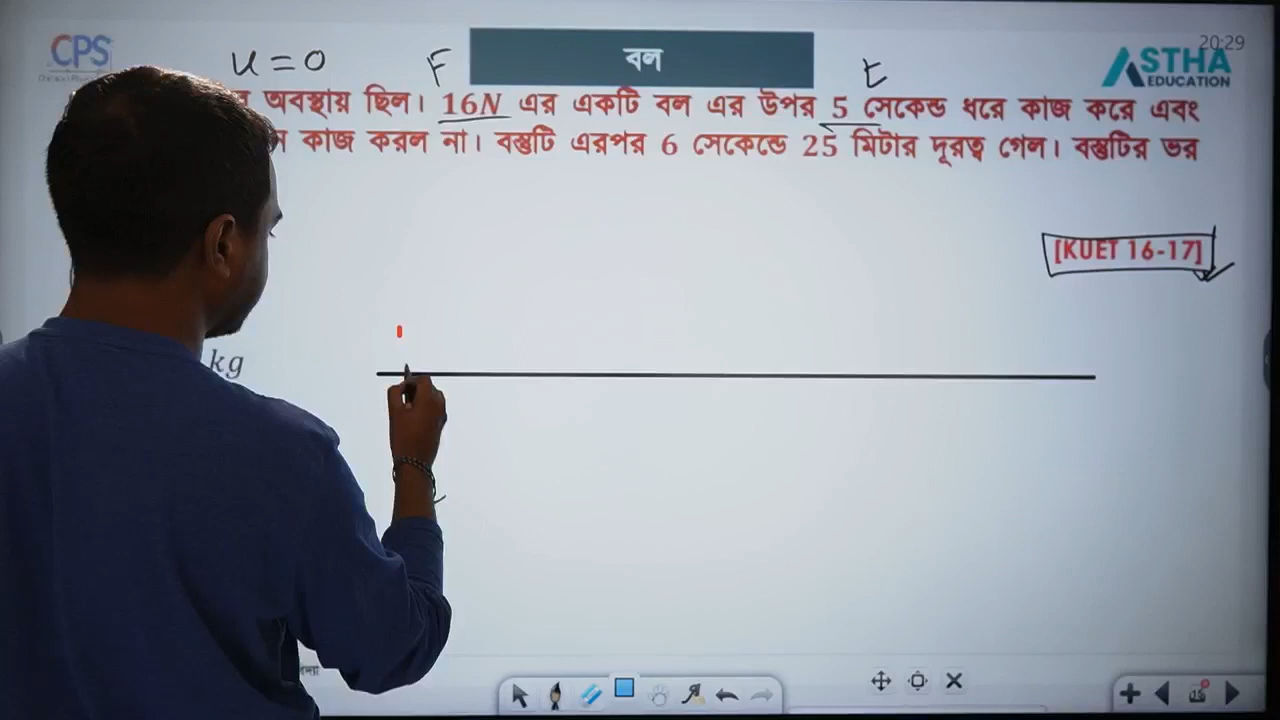 20:29
CPS
বল
ASTHA
EDUCATION
u = 0 F t
অবস্থায় ছিল। 16N এর একটি বল এর উপর 5 সেকেন্ড ধরে কাজ করে এবং
কাজ করল না। বস্তুটি এরপর 6 সেকেন্ডে 25 মিটার দূরত্ব গেল। বস্তুটির ভর
[KUET 16-17]
kg